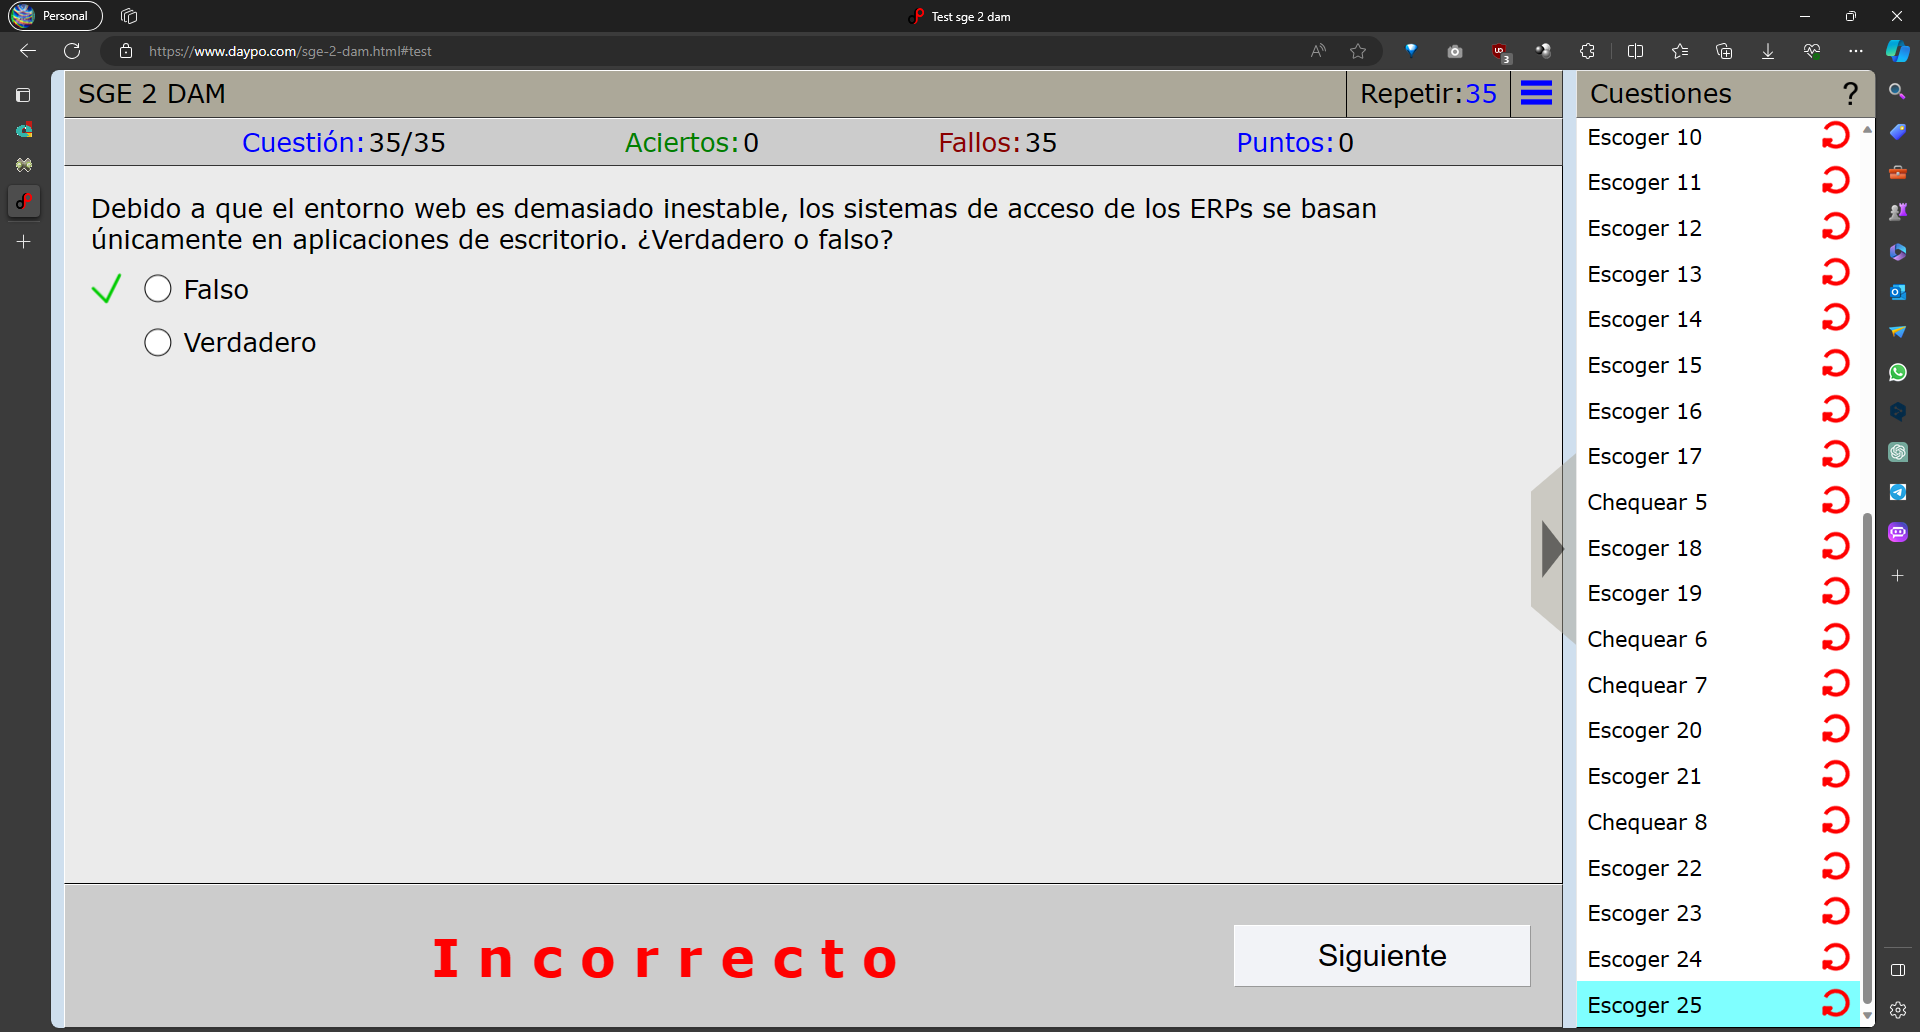 Personal
Test sge 2 dam
https://www.daypo.com/sge-2-dam.html#test
3
SGE 2 DAM
Repetir:35
Cuestiones
?
Cuestión:35/35
Aciertos:0
Fallos:35
Puntos:0
Debido a que el entorno web es demasiado inestable, los sistemas de acceso de los ERPs se basan
únicamente en aplicaciones de escritorio. ¿Verdadero o falso?
Falso
Verdadero
Incorrecto
Siguiente
Escoger 10
Escoger 11
Escoger 12
Escoger 13
Escoger 14
Escoger 15
Escoger 16
Escoger 17
Chequear 5
Escoger 18
Escoger 19
Chequear 6
Chequear 7
Escoger 20
Escoger 21
Chequear 8
Escoger 22
Escoger 23
Escoger 24
Escoger 25